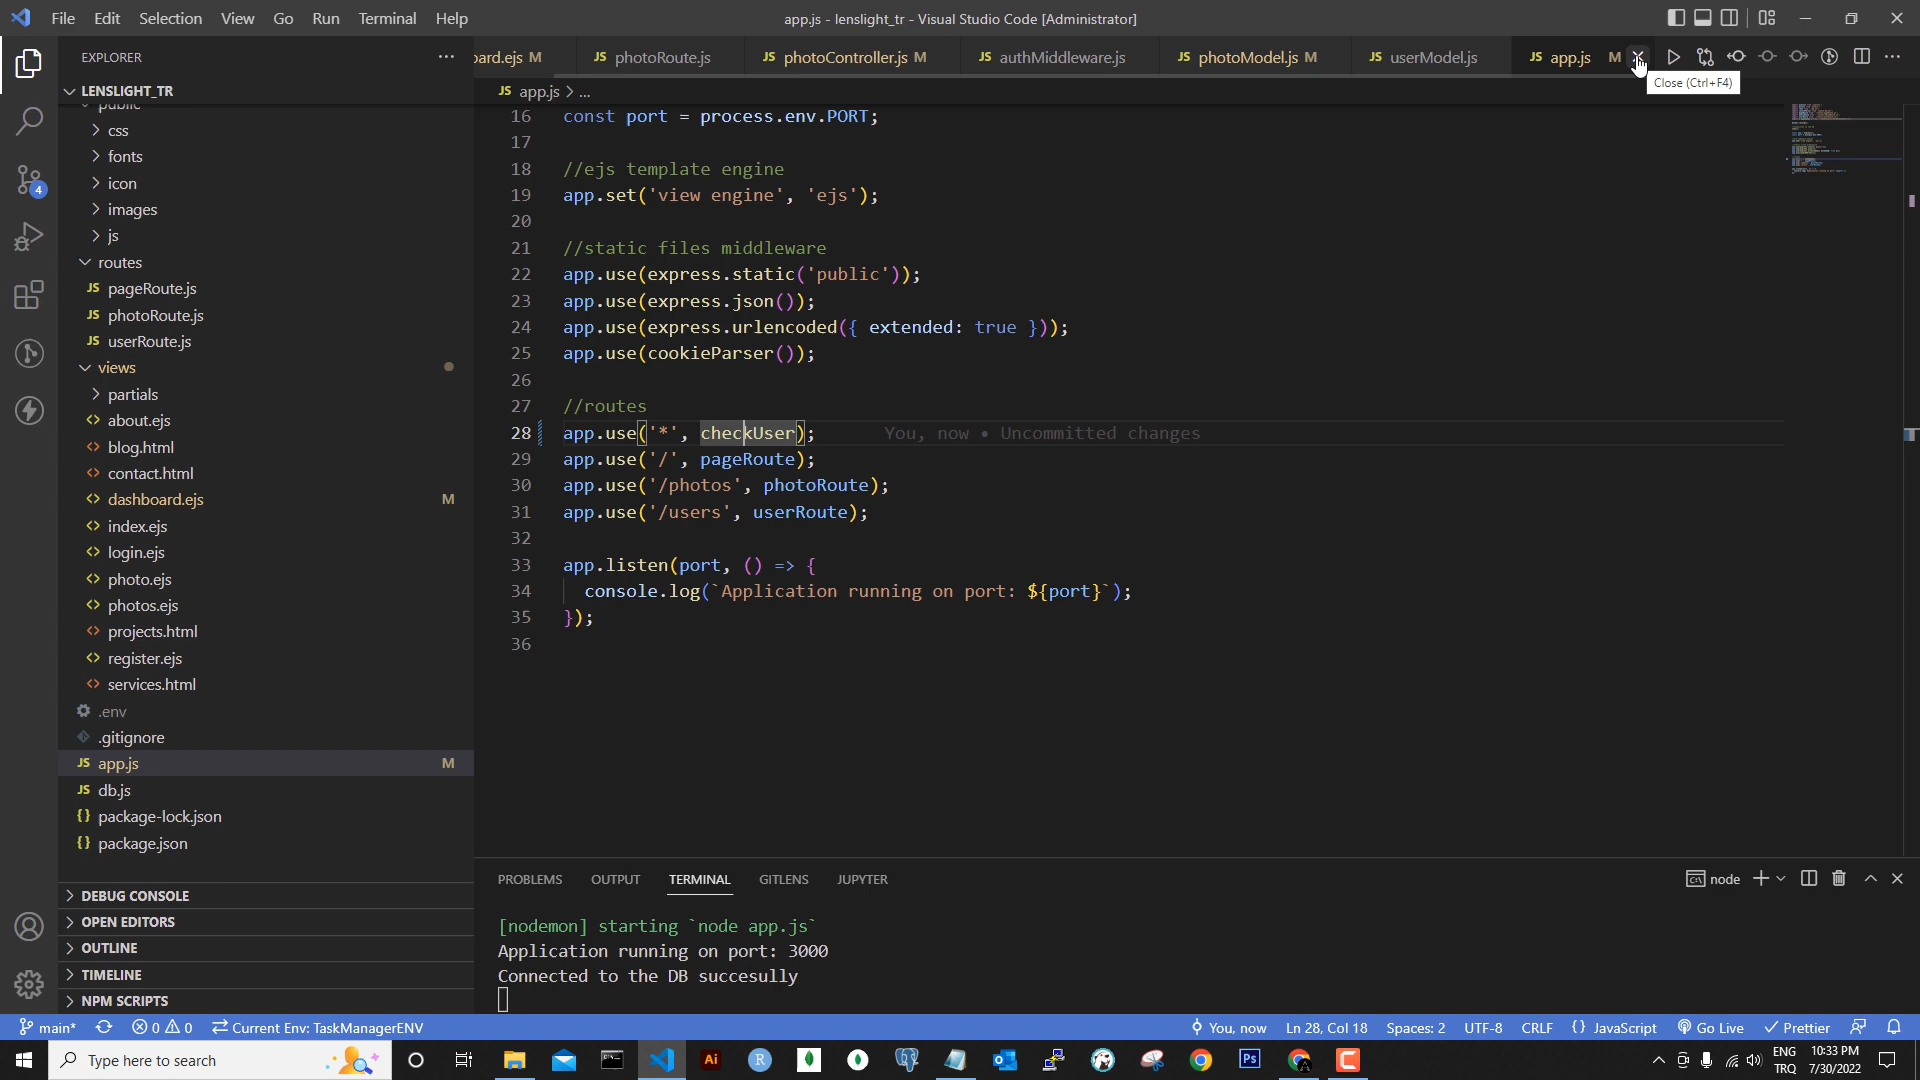 File Edit Selection View Go Run Terminal Help
app.js - lenslight_tr - Visual Studio Code [Administrator]
EXPLORER
oard.ejs M
JS photoRoute.js
JS photoController.js M
JS authMiddleware.js
JS photoModel.js M
JS userModel.js
JS app.js M
Close (Ctrl+F4)
LENSLIGHT_TR
public
css
fonts
icon
images
js
routes
JS pageRoute.js
JS photoRoute.js
JS userRoute.js
views
partials
<> about.ejs
<> blog.html
<> contact.html
<> dashboard.ejs M
<> index.ejs
<> login.ejs
<> photo.ejs
<> photos.ejs
<> projects.html
<> register.ejs
<> services.html
.env
.gitignore
JS app.js M
JS db.js
{} package-lock.json
{} package.json
DEBUG CONSOLE
OPEN EDITORS
OUTLINE
TIMELINE
NPM SCRIPTS
4
JS app.js > ...
16 const port = process.env.PORT;
17
18 //ejs template engine
19 app.set('view engine', 'ejs');
20
21 //static files middleware
22 app.use(express.static('public'));
23 app.use(express.json());
24 app.use(express.urlencoded({ extended: true }));
25 app.use(cookieParser());
26
27 //routes
28 app.use('*', checkUser); You, now • Uncommitted changes
29 app.use('/', pageRoute);
30 app.use('/photos', photoRoute);
31 app.use('/users', userRoute);
32
33 app.listen(port, () => {
34 console.log(`Application running on port: ${port}`);
35 });
36
PROBLEMS OUTPUT TERMINAL GITLENS JUPYTER
node
[nodemon] starting `node app.js`
Application running on port: 3000
Connected to the DB succesully
main* 0 0 Current Env: TaskManagerENV
You, now Ln 28, Col 18 Spaces: 2 UTF-8 CRLF {} JavaScript Go Live Prettier
Type here to search
Ai
R
Ps
ENG
TRQ
10:33 PM
7/30/2022